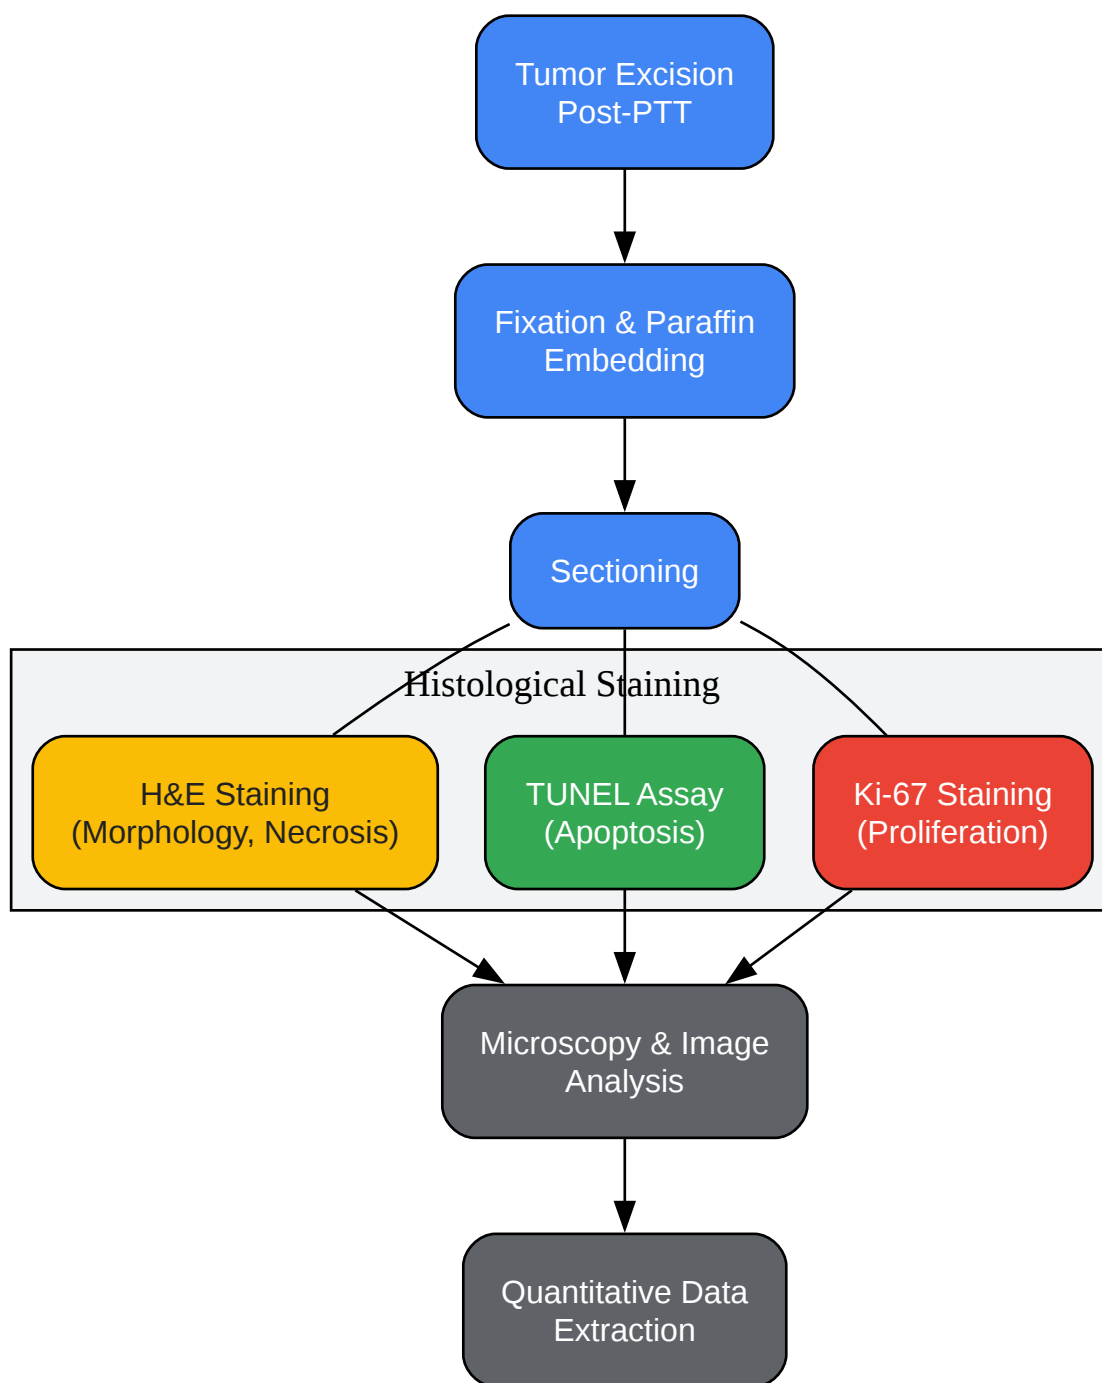 Tumor Excision
Post-PTT
Fixation & Paraffin
Embedding
Sectioning
Histological Staining
H&E Staining
(Morphology, Necrosis)
TUNEL Assay
(Apoptosis)
Ki-67 Staining
(Proliferation)
Microscopy & Image
Analysis
Quantitative Data
Extraction